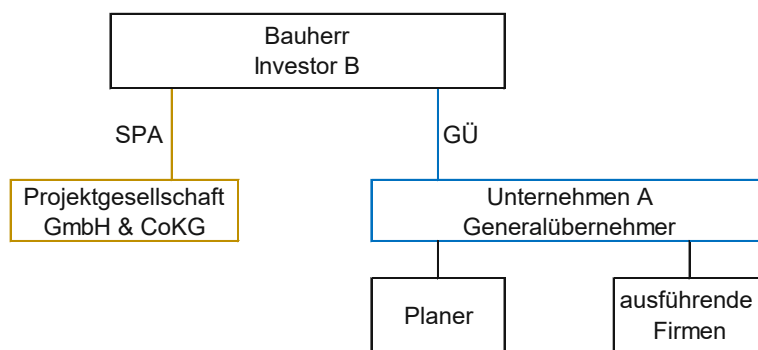 Bauherr
Investor B
SPA
GÜ
Projektgesellschaft
GmbH & CoKG
Unternehmen A
Generalübernehmer
Planer
ausführende
Firmen